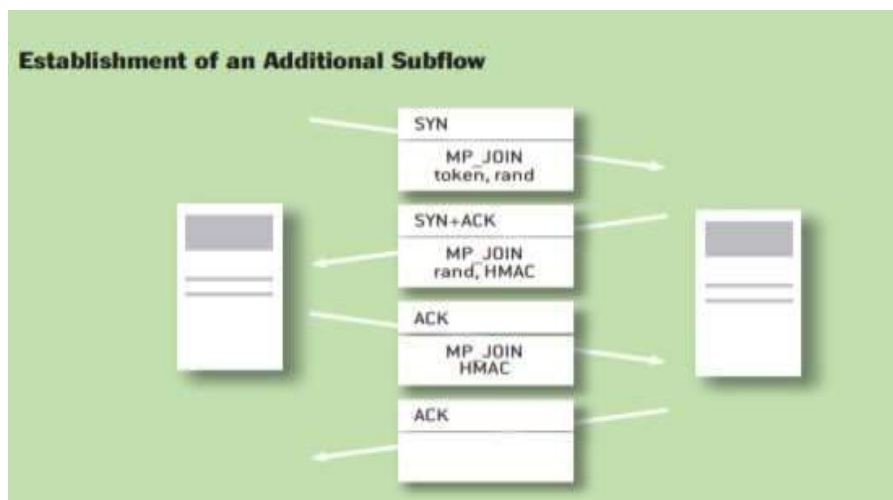 Establishment of an Additional Subflow
SYN
MP_JOIN
token, rand
SYN+ACK
MP_JOIN
rand, HMAC
ACK
MP_JOIN
HMAC
ACK